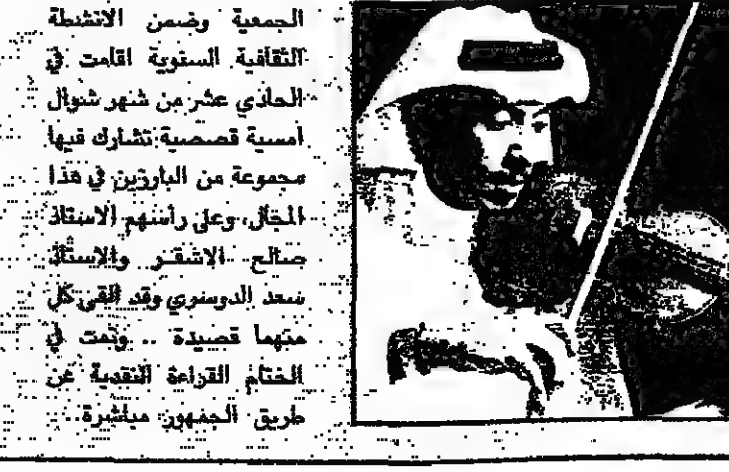 الجمعية وضمن الانشطة
الثقافية السنوية اقامت في
الحادي عشر من شهر شوال
امسية قصصية تشارك فيها
مجموعة من البارزين في هذا
المجال، وعلى رأسهم الاستاذ
صالح الاشقر والاستاذ
سعد الدوسري وقد القى كل
منهما قصيدة .. وتمت في
الختام القراءة النقدية عن
طريق الجمهور مباشرة..